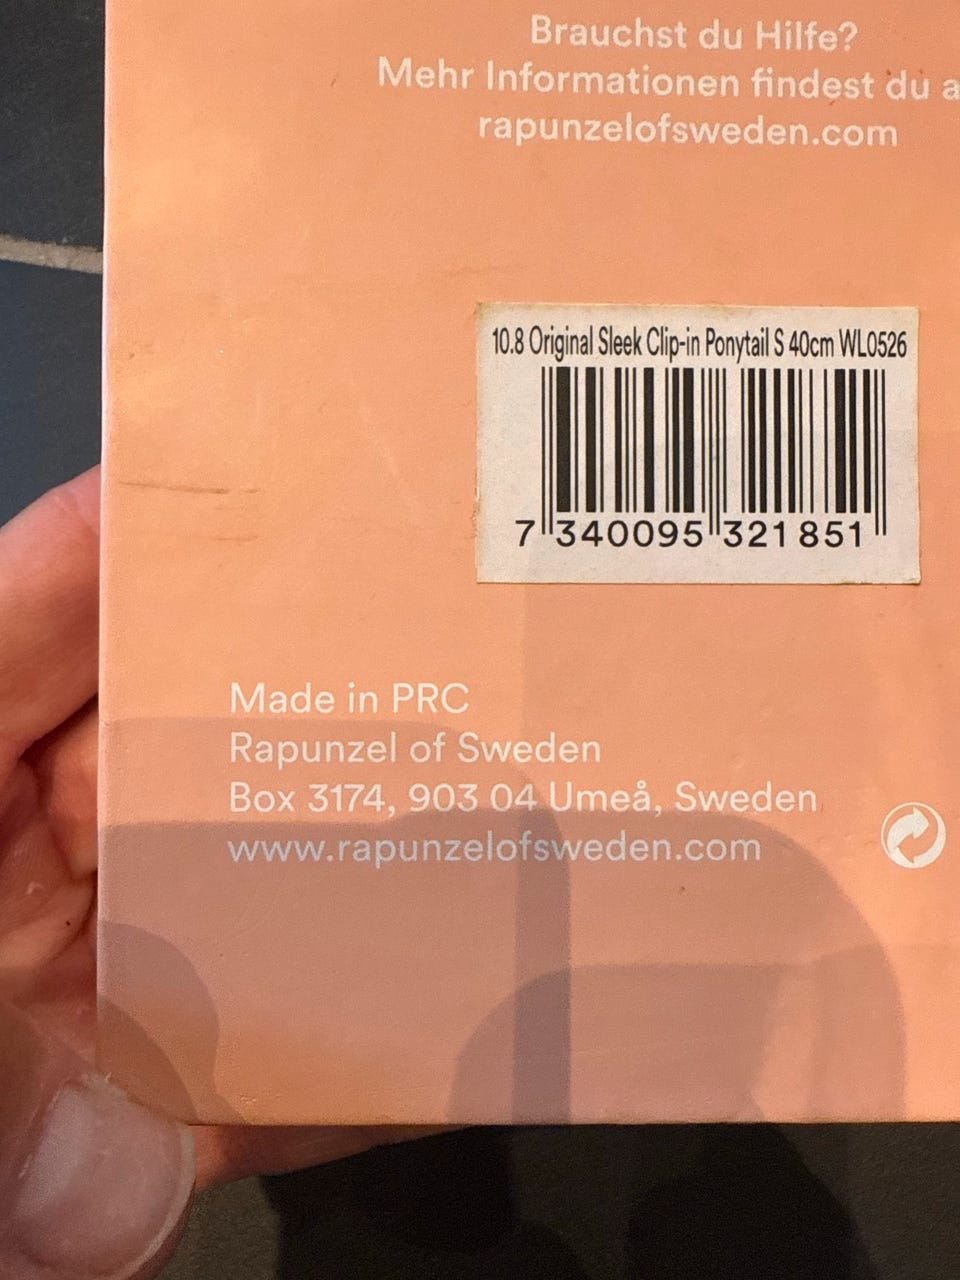 Brauchst du Hilfe?
Mehr Informationen findest du
rapunzelofsweden.com
10.8 Original Sleek Clip-in Ponytail S 40cm WL0526
7 340095 321851
Made in PRC
Rapunzel of Sweden
Box 3174, 903 04 Umeå, Sweden
www.rapunzelofsweden.com